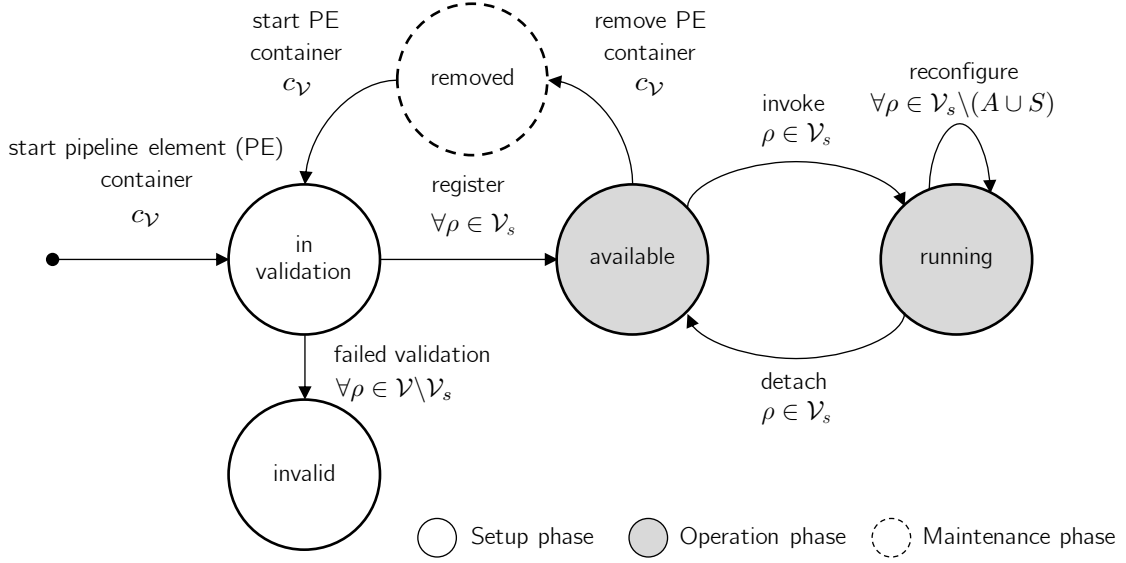 start PE
container
c𝒱
removed
remove PE
container
c𝒱
reconfigure
∀ρ ∈ 𝒱ₛ\(A ∪ S)
invoke
ρ ∈ 𝒱ₛ
start pipeline element (PE)
container
c𝒱
register
∀ρ ∈ 𝒱ₛ
in
validation
available
running
failed validation
∀ρ ∈ 𝒱\𝒱ₛ
detach
ρ ∈ 𝒱ₛ
invalid
Setup phase
Operation phase
Maintenance phase